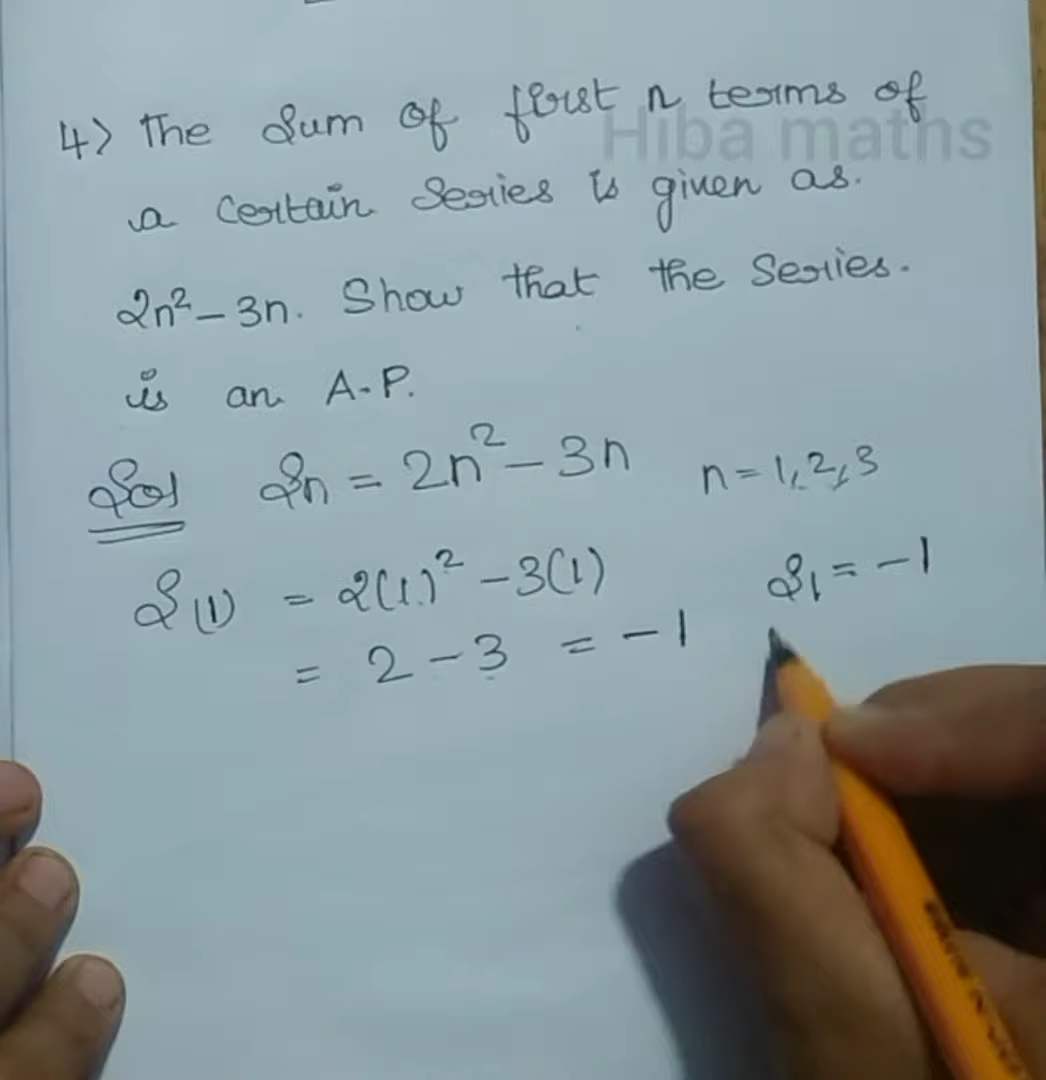 4) The Sum of first n terms of
Hiba maths
a certain Series is given as.
2n² - 3n. Show that the Series.
is an A.P.
Sol Sn = 2n² - 3n n = 1, 2, 3
S(1) = 2(1)² - 3(1) S₁ = -1
= 2 - 3 = -1